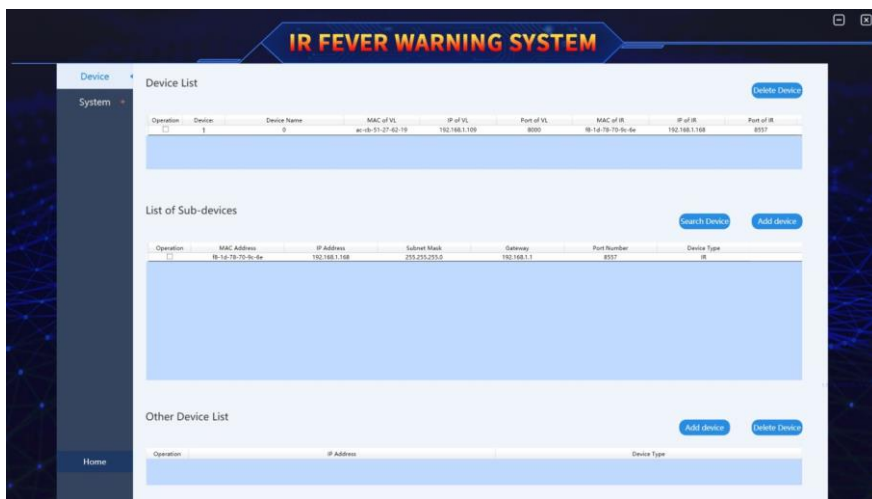 IR FEVER WARNING SYSTEM
Device
System
Home
Device List
Delete Device
Operation Device Device Name MAC of VL IP of VL Port of VL MAC of IR IP of IR Port of IR
1 0 ec-cb-51-27-62-19 192.168.1.109 8000 f8-1d-78-70-9c-6e 192.168.1.168 8557
List of Sub-devices
Search Device Add device
Operation MAC Address IP Address Subnet Mask Gateway Port Number Device Type
f8-1d-78-70-9c-6e 192.168.1.168 255.255.255.0 192.168.1.1 8557 IR
Other Device List
Add device Delete Device
Operation IP Address Device Type